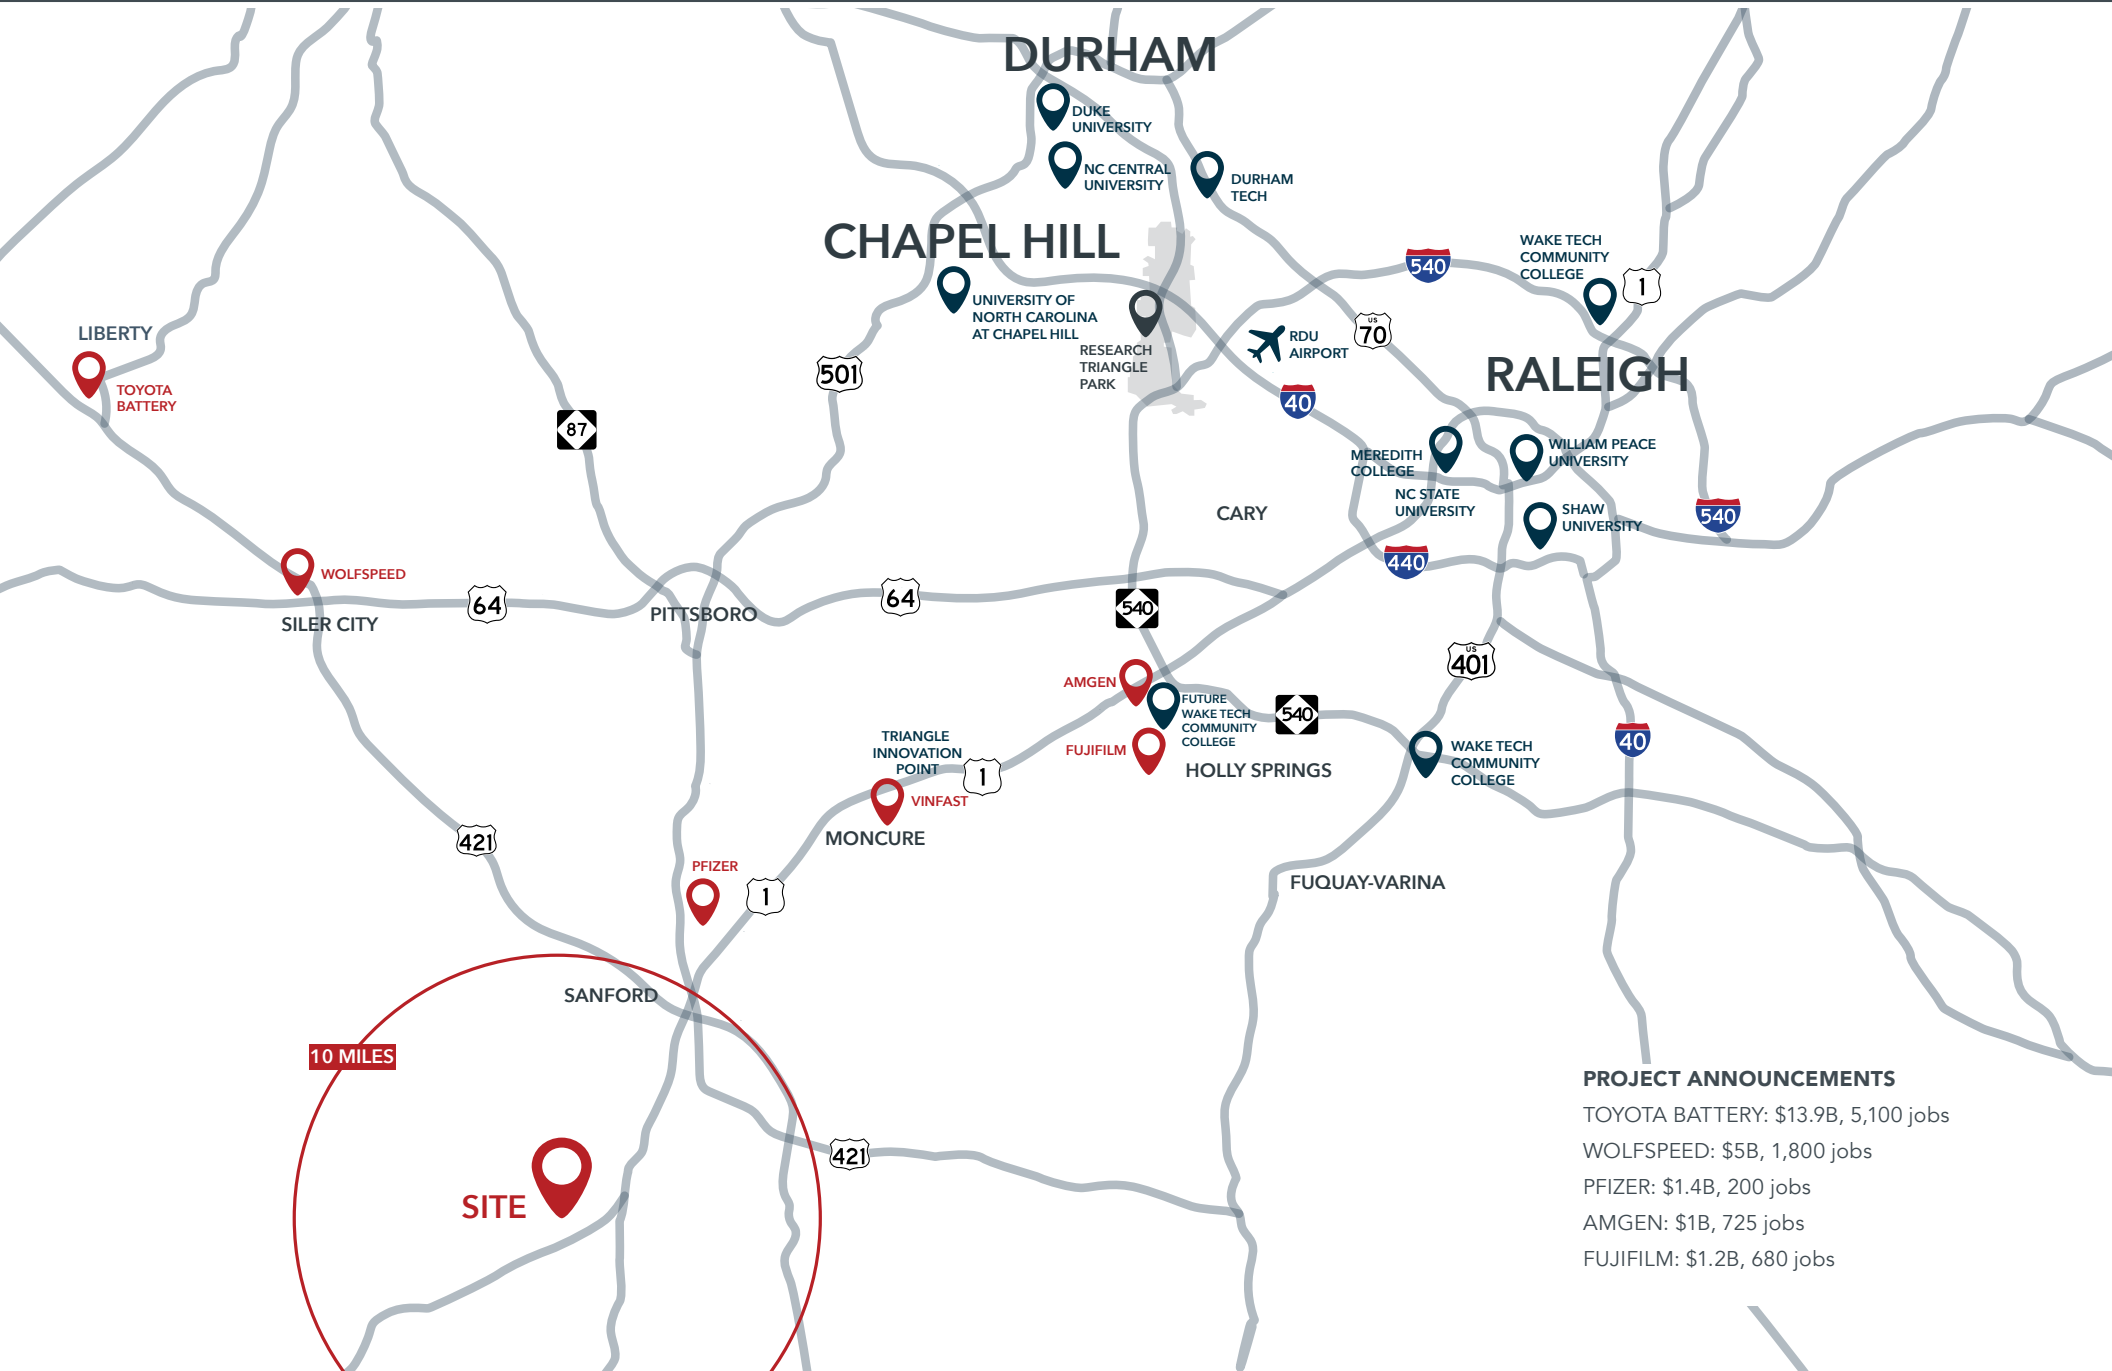 DURHAM
DUKE
UNIVERSITY
NC CENTRAL
UNIVERSITY
DURHAM
TECH
CHAPEL HILL
UNIVERSITY OF
NORTH CAROLINA
AT CHAPEL HILL
RESEARCH
TRIANGLE
PARK
540
WAKE TECH
COMMUNITY
COLLEGE
1
RDU
AIRPORT
US
70
LIBERTY
TOYOTA
BATTERY
501
RALEIGH
40
87
MEREDITH
COLLEGE
WILLIAM PEACE
UNIVERSITY
NC STATE
UNIVERSITY
SHAW
UNIVERSITY
540
CARY
440
WOLFSPEED
SILER CITY
64
PITTSBORO
64
540
US
401
AMGEN
FUTURE
WAKE TECH
COMMUNITY
COLLEGE
540
FUJIFILM
HOLLY SPRINGS
WAKE TECH
COMMUNITY
COLLEGE
40
TRIANGLE
INNOVATION
POINT
1
VINFAST
MONCURE
421
PFIZER
1
FUQUAY-VARINA
SANFORD
10 MILES
421
SITE
PROJECT ANNOUNCEMENTS
TOYOTA BATTERY: $13.9B, 5,100 jobs
WOLFSPEED: $5B, 1,800 jobs
PFIZER: $1.4B, 200 jobs
AMGEN: $1B, 725 jobs
FUJIFILM: $1.2B, 680 jobs